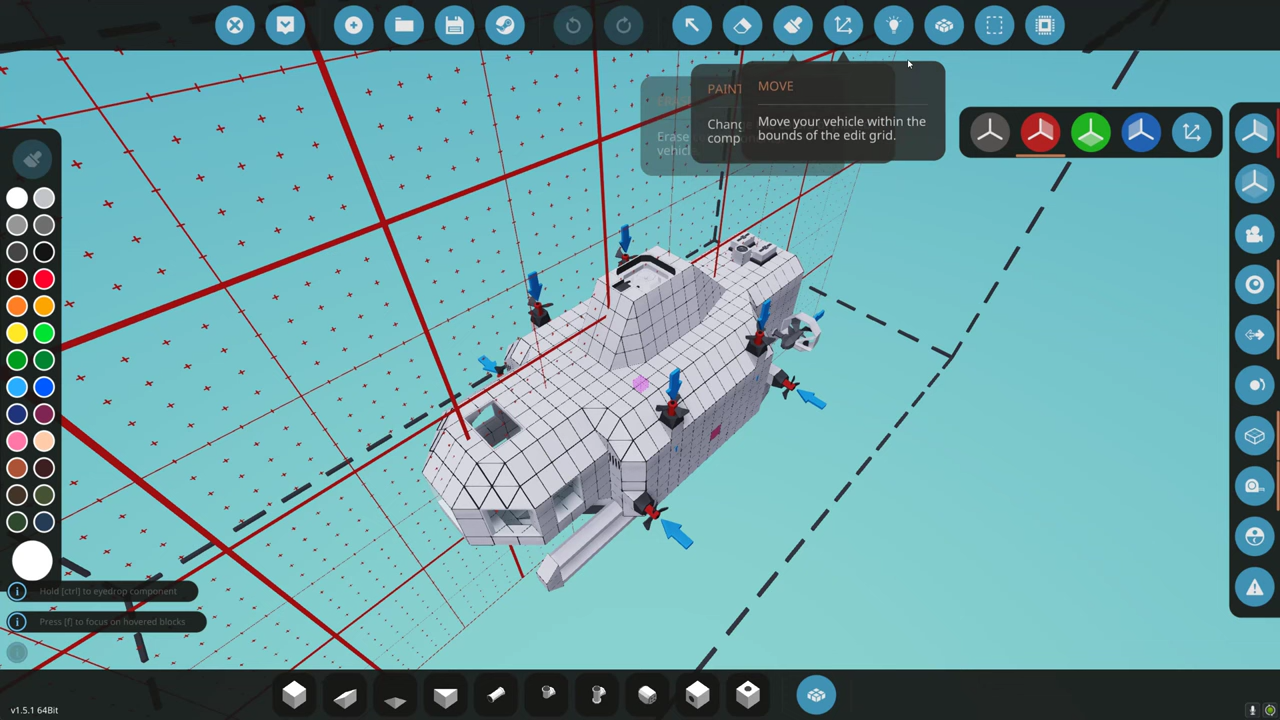 PAINT
MOVE
Move your vehicle within the
bounds of the edit grid.
Chang
comp
Erase
vehicl
Hold [ctrl] to eyedrop component
Press [f] to focus on hovered blocks
v1.5.1 64Bit